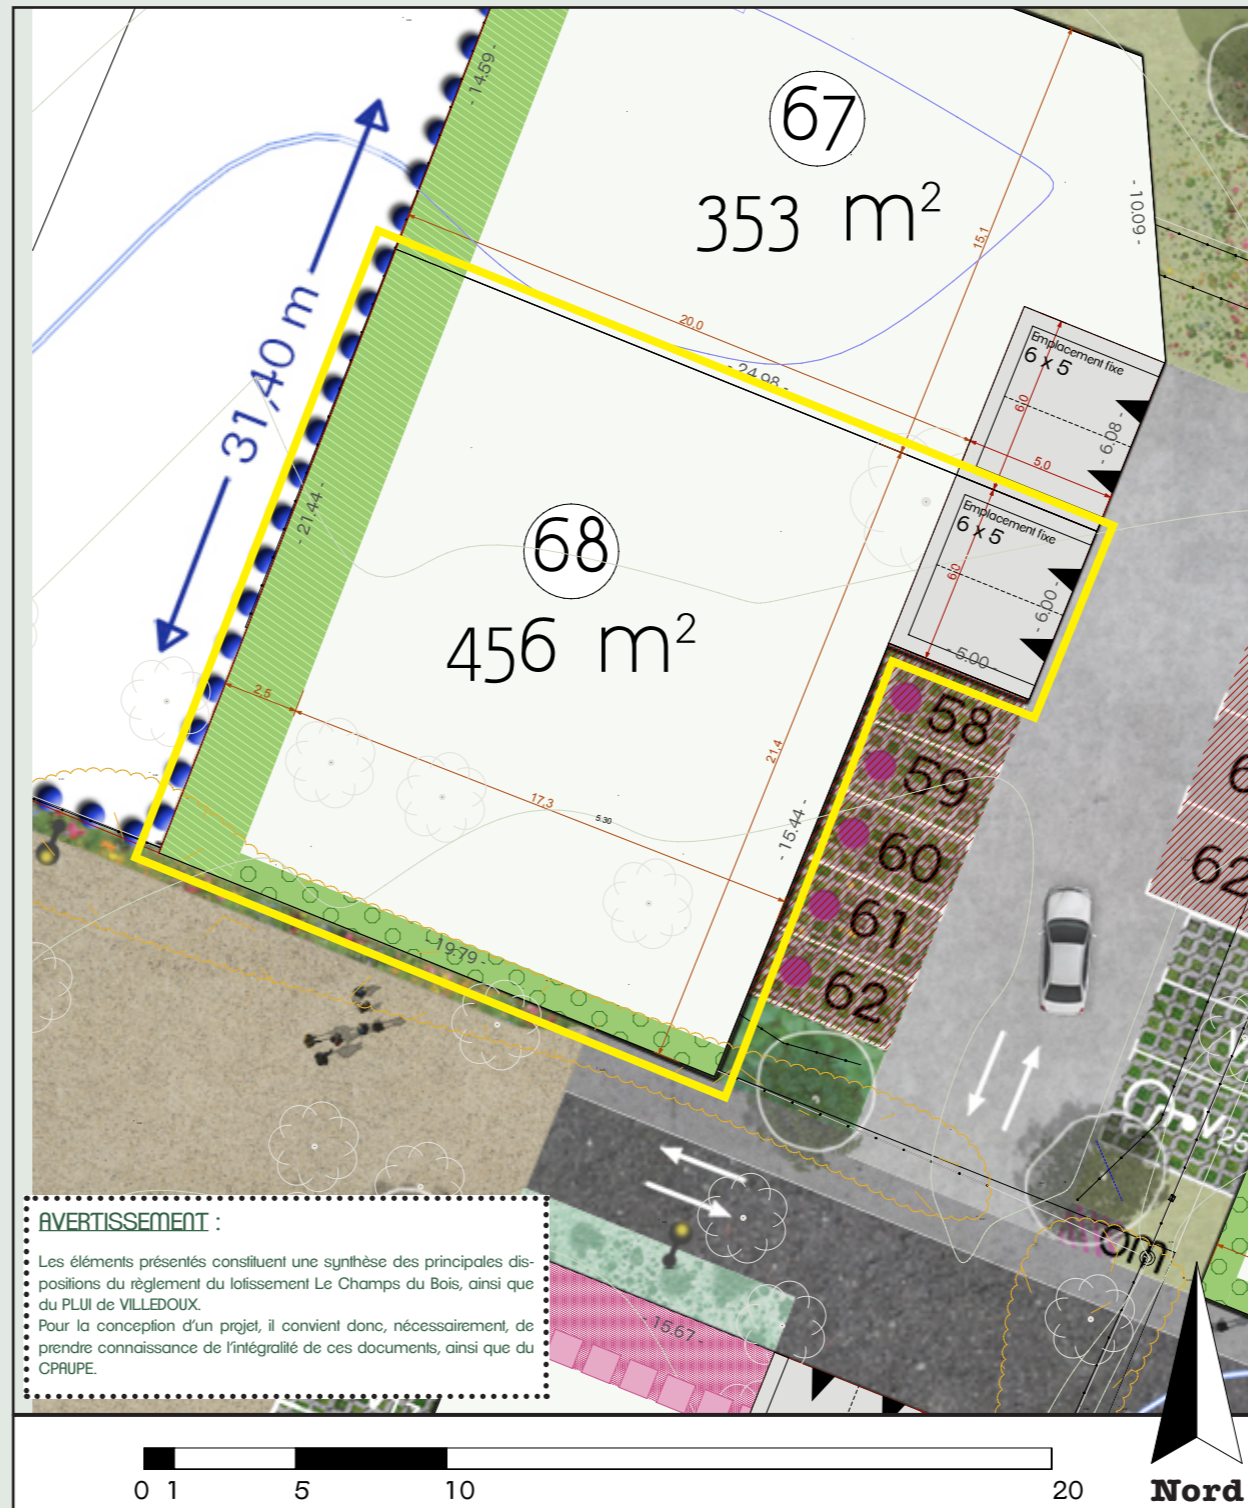 - 14.59 -
67
353 m²
- 10.09 -
15.1
31,40 m
20.0
- 24.98 -
Emplacement fixe
6 x 5
6.0
- 6.08 -
5.0
- 21.44 -
68
456 m²
Emplacement fixe
6 x 5
6.0
- 6.00 -
- 5.00 -
2.5
17.3
5.30
21.4
- 15.44 -
58
59
60
61
62
62
- 19.79 -
25
om
- 15.67 -
AVERTISSEMENT :
Les éléments présentés constituent une synthèse des principales dis-
positions du règlement du lotissement Le Champs du Bois, ainsi que
du PLUi de VILLEDOUX.
Pour la conception d'un projet, il convient donc, nécessairement, de
prendre connaissance de l'intégralité de ces documents, ainsi que du
CPAUPE.
0 1 5 10 20
Nord